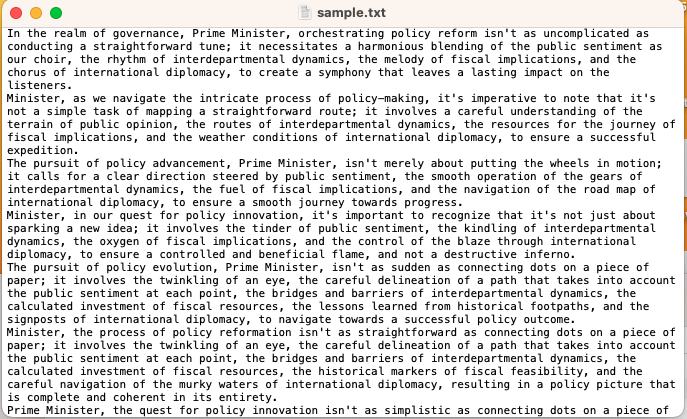 sample.txt
In the realm of governance, Prime Minister, orchestrating policy reform isn't as uncomplicated as
conducting a straightforward tune; it necessitates a harmonious blending of the public sentiment as
our choir, the rhythm of interdepartmental dynamics, the melody of fiscal implications, and the
chorus of international diplomacy, to create a symphony that leaves a lasting impact on the
listeners.
Minister, as we navigate the intricate process of policy-making, it's imperative to note that it's
not a simple task of mapping a straightforward route; it involves a careful understanding of the
terrain of public opinion, the routes of interdepartmental dynamics, the resources for the journey of
fiscal implications, and the weather conditions of international diplomacy, to ensure a successful
expedition.
The pursuit of policy advancement, Prime Minister, isn't merely about putting the wheels in motion;
it calls for a clear direction steered by public sentiment, the smooth operation of the gears of
interdepartmental dynamics, the fuel of fiscal implications, and the navigation of the road map of
international diplomacy, to ensure a smooth journey towards progress.
Minister, in our quest for policy innovation, it's important to recognize that it's not just about
sparking a new idea; it involves the tinder of public sentiment, the kindling of interdepartmental
dynamics, the oxygen of fiscal implications, and the control of the blaze through international
diplomacy, to ensure a controlled and beneficial flame, and not a destructive inferno.
The pursuit of policy evolution, Prime Minister, isn't as sudden as connecting dots on a piece of
paper; it involves the twinkling of an eye, the careful delineation of a path that takes into account
the public sentiment at each point, the bridges and barriers of interdepartmental dynamics, the
calculated investment of fiscal resources, the lessons learned from historical footpaths, and the
signposts of international diplomacy, to navigate towards a successful policy outcome.
Minister, the process of policy reformation isn't as straightforward as connecting dots on a piece of
paper; it involves the twinkling of an eye, the careful delineation of a path that takes into account
the public sentiment at each point, the bridges and barriers of interdepartmental dynamics, the
calculated investment of fiscal resources, the historical markers of fiscal feasibility, and the
careful navigation of the murky waters of international diplomacy, resulting in a policy picture that
is complete and coherent in its entirety.
Prime Minister, the quest for policy innovation isn't as simplistic as connecting dots on a piece of